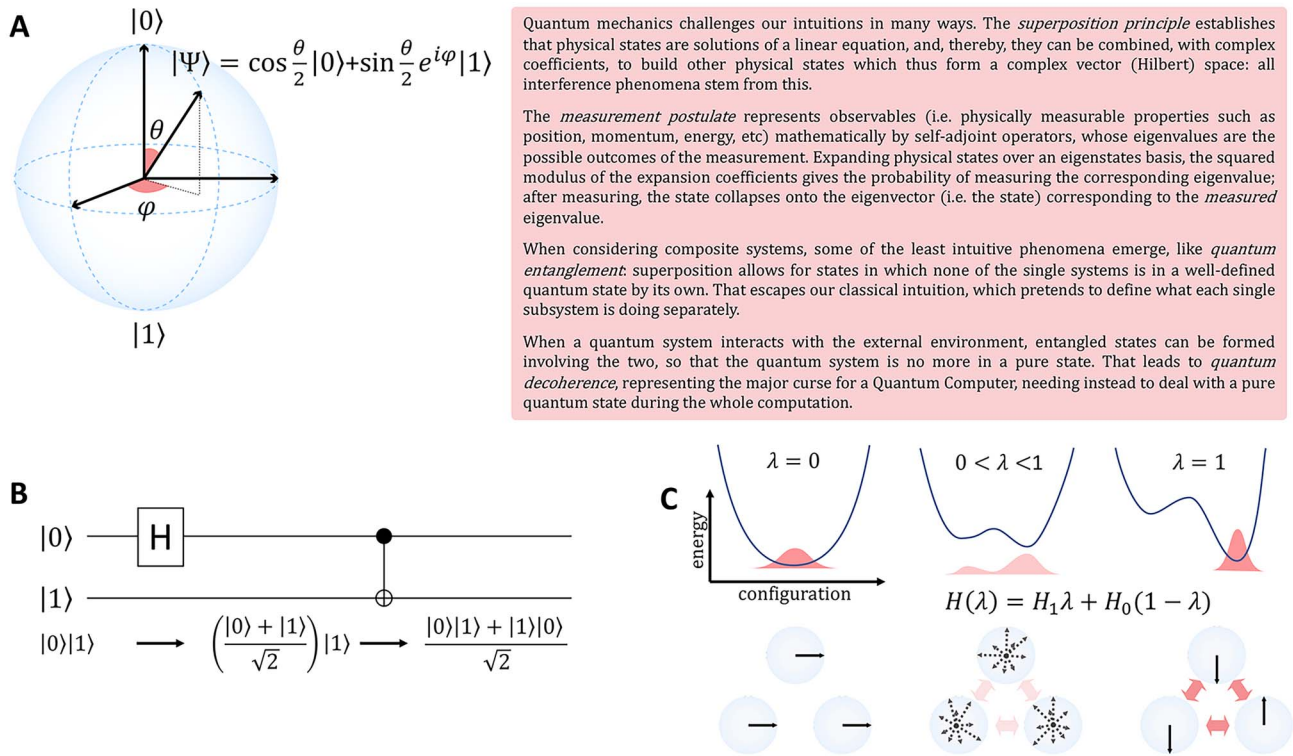 A
|0⟩
|Ψ⟩ = cos θ/2 |0⟩+sin θ/2 e^{iφ}|1⟩
θ
φ
|1⟩
Quantum mechanics challenges our intuitions in many ways. The superposition principle establishes
that physical states are solutions of a linear equation, and, thereby, they can be combined, with complex
coefficients, to build other physical states which thus form a complex vector (Hilbert) space: all
interference phenomena stem from this.
The measurement postulate represents observables (i.e. physically measurable properties such as
position, momentum, energy, etc) mathematically by self-adjoint operators, whose eigenvalues are the
possible outcomes of the measurement. Expanding physical states over an eigenstates basis, the squared
modulus of the expansion coefficients gives the probability of measuring the corresponding eigenvalue;
after measuring, the state collapses onto the eigenvector (i.e. the state) corresponding to the measured
eigenvalue.
When considering composite systems, some of the least intuitive phenomena emerge, like quantum
entanglement: superposition allows for states in which none of the single systems is in a well-defined
quantum state by its own. That escapes our classical intuition, which pretends to define what each single
subsystem is doing separately.
When a quantum system interacts with the external environment, entangled states can be formed
involving the two, so that the quantum system is no more in a pure state. That leads to quantum
decoherence, representing the major curse for a Quantum Computer, needing instead to deal with a pure
quantum state during the whole computation.
B
|0⟩ H
|1⟩
|0⟩|1⟩ → ((|0⟩ + |1⟩)/√2)|1⟩ → (|0⟩|1⟩ + |1⟩|0⟩)/√2
C
λ = 0
0 < λ <1
λ = 1
energy
configuration
H(λ) = H₁λ + H₀(1 − λ)